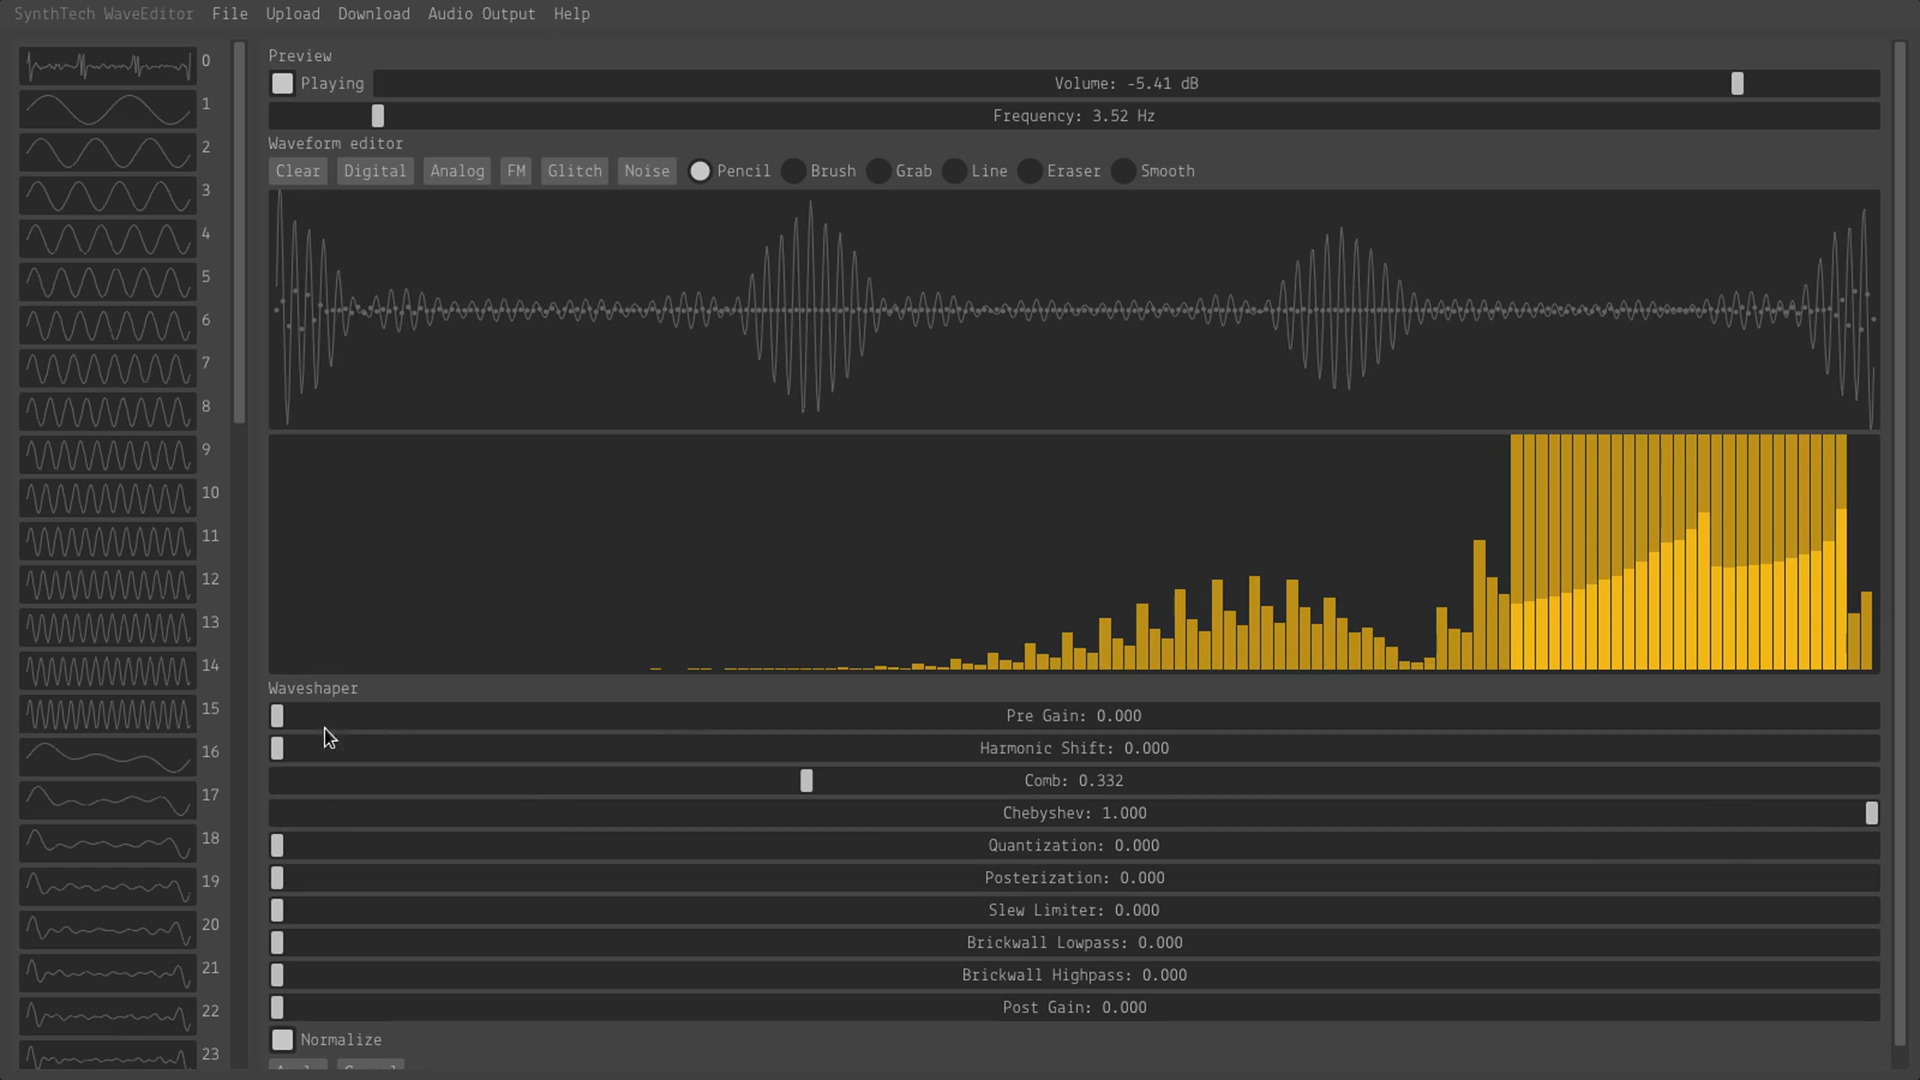 SynthTech WaveEditor File Upload Download Audio Output Help
0
1
2
3
4
5
6
7
8
9
10
11
12
13
14
15
16
17
18
19
20
21
22
23
Preview
Playing Volume: -5.41 dB
Frequency: 3.52 Hz
Waveform editor
Clear Digital Analog FM Glitch Noise Pencil Brush Grab Line Eraser Smooth
Waveshaper
Pre Gain: 0.000
Harmonic Shift: 0.000
Comb: 0.332
Chebyshev: 1.000
Quantization: 0.000
Posterization: 0.000
Slew Limiter: 0.000
Brickwall Lowpass: 0.000
Brickwall Highpass: 0.000
Post Gain: 0.000
Normalize